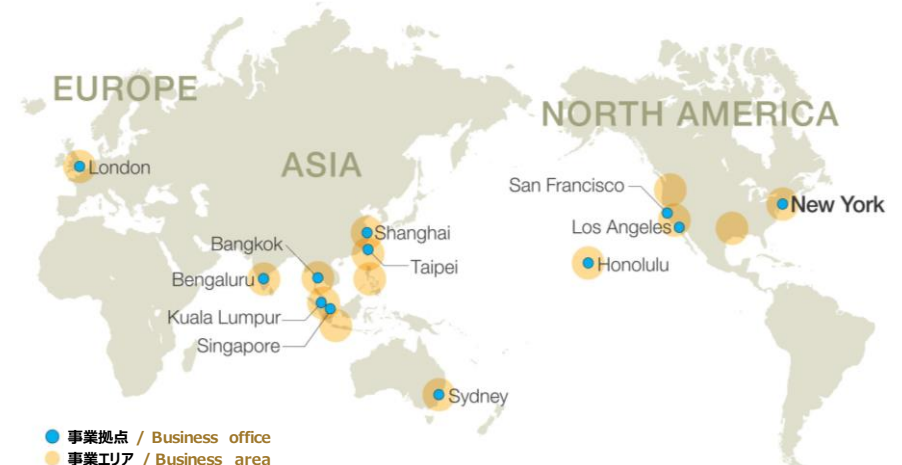 EUROPE
NORTH AMERICA
ASIA
London
San Francisco
New York
Los Angeles
Shanghai
Bangkok
Taipei
Honolulu
Bengaluru
Kuala Lumpur
Singapore
Sydney
事業拠点 / Business office
事業エリア / Business area